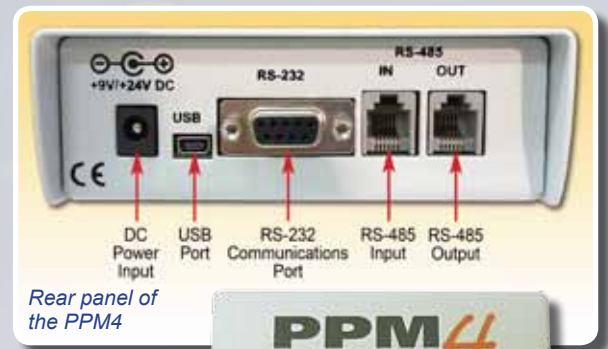 RS-485
IN OUT
RS-232
+9V/+24V DC
USB
CE
DC Power Input
USB Port
RS-232 Communications Port
RS-485 Input
RS-485 Output
Rear panel of
the PPM4
PPM4